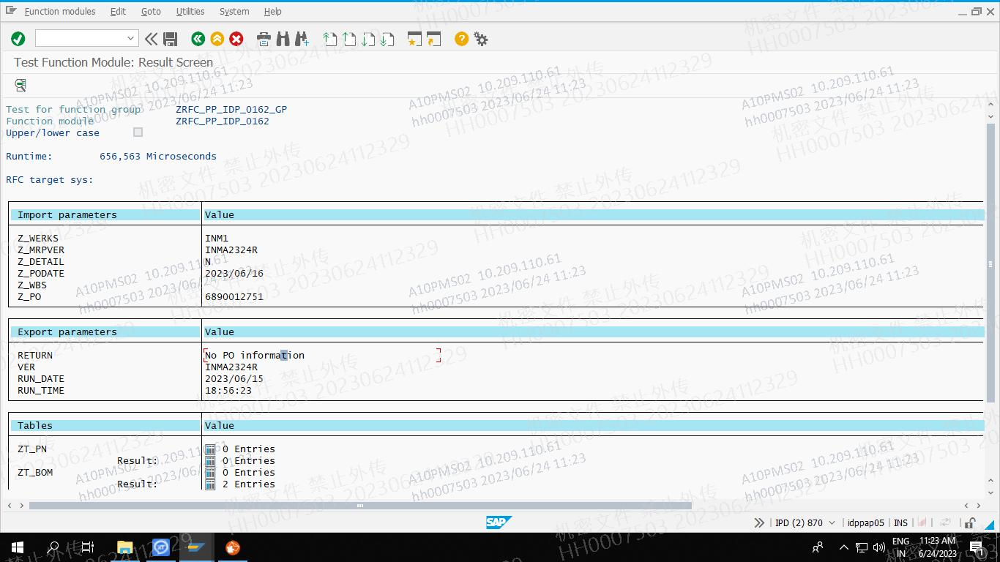 Function modules Edit Goto Utilities System Help
Test Function Module: Result Screen
Test for function group ZRFC_PP_IDP_0162_GP
Function module ZRFC_PP_IDP_0162
Upper/lower case
Runtime: 656,563 Microseconds
RFC target sys:
Import parameters Value
Z_WERKS INM1
Z_MRPVER INMA2324R
Z_DETAIL N
Z_PODATE 2023/06/16
Z_WBS
Z_PO 6890012751
Export parameters Value
RETURN No PO information
VER INMA2324R
RUN_DATE 2023/06/15
RUN_TIME 18:56:23
Tables Value
ZT_PN 0 Entries
Result: 0 Entries
ZT_BOM 0 Entries
Result: 2 Entries
SAP IPD (2) 870 idppap05 INS
ENG 11:23 AM
IN 6/24/2023 1
A10PMS02 10.209.110.61
hh0007503 2023/06/24 11:23
机密文件 禁止外传
HH0007503 20230624112329